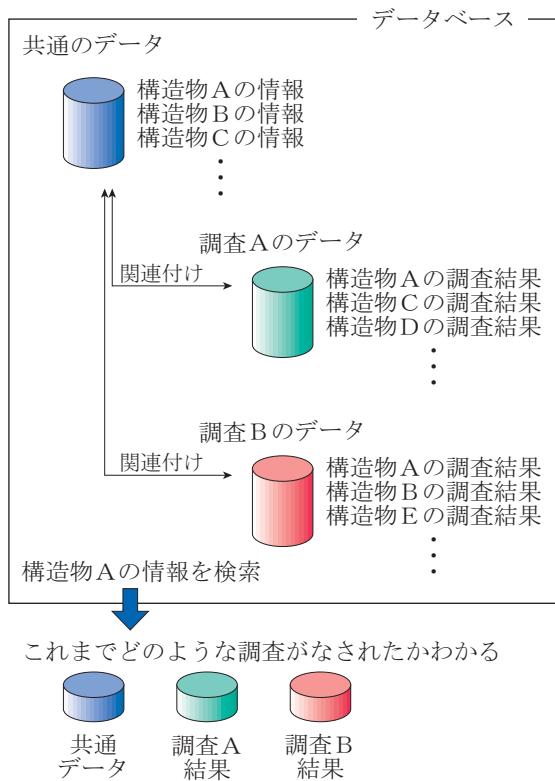 データベース
共通のデータ
構造物Aの情報
構造物Bの情報
構造物Cの情報
・
・
・
調査Aのデータ
関連付け
構造物Aの調査結果
構造物Cの調査結果
構造物Dの調査結果
・
・
・
調査Bのデータ
関連付け
構造物Aの調査結果
構造物Bの調査結果
構造物Eの調査結果
・
・
・
構造物Aの情報を検索
これまでどのような調査がなされたかわかる
共通
データ
調査A
結果
調査B
結果